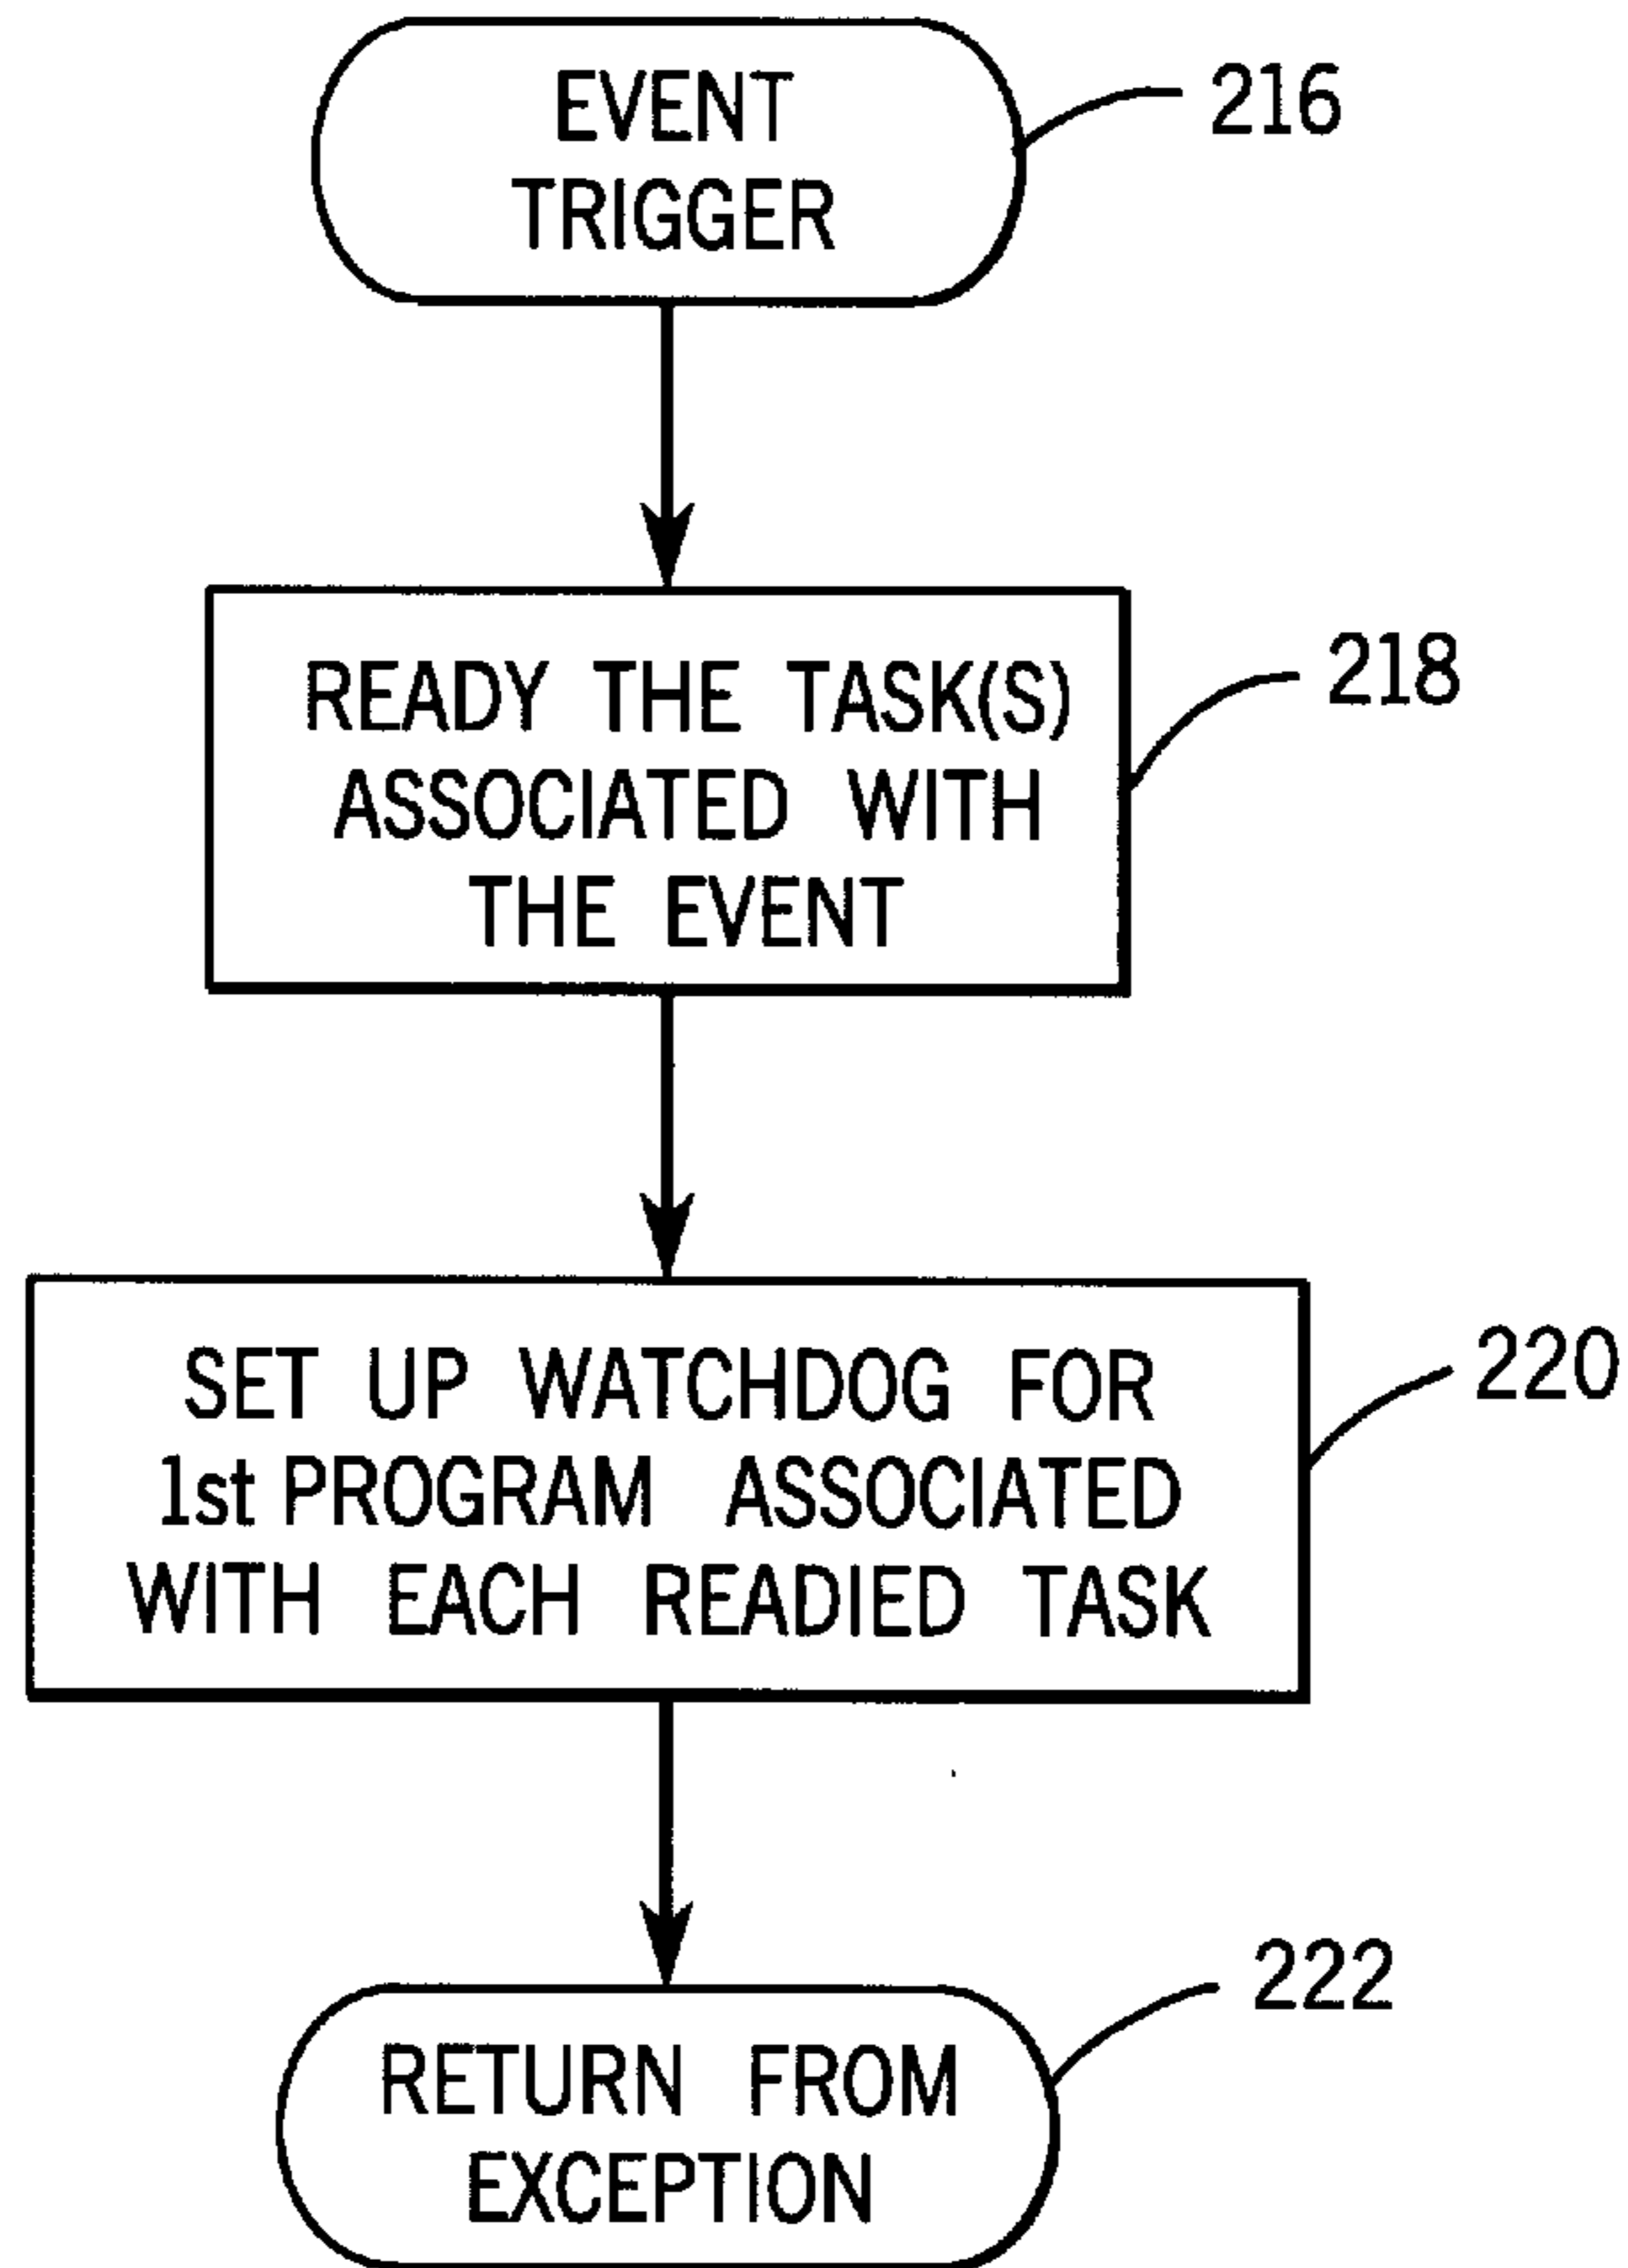 EVENT
TRIGGER
216
READY THE TASK(S)
ASSOCIATED WITH
THE EVENT
218
SET UP WATCHDOG FOR
1st PROGRAM ASSOCIATED
WITH EACH READIED TASK
220
RETURN FROM
EXCEPTION
222